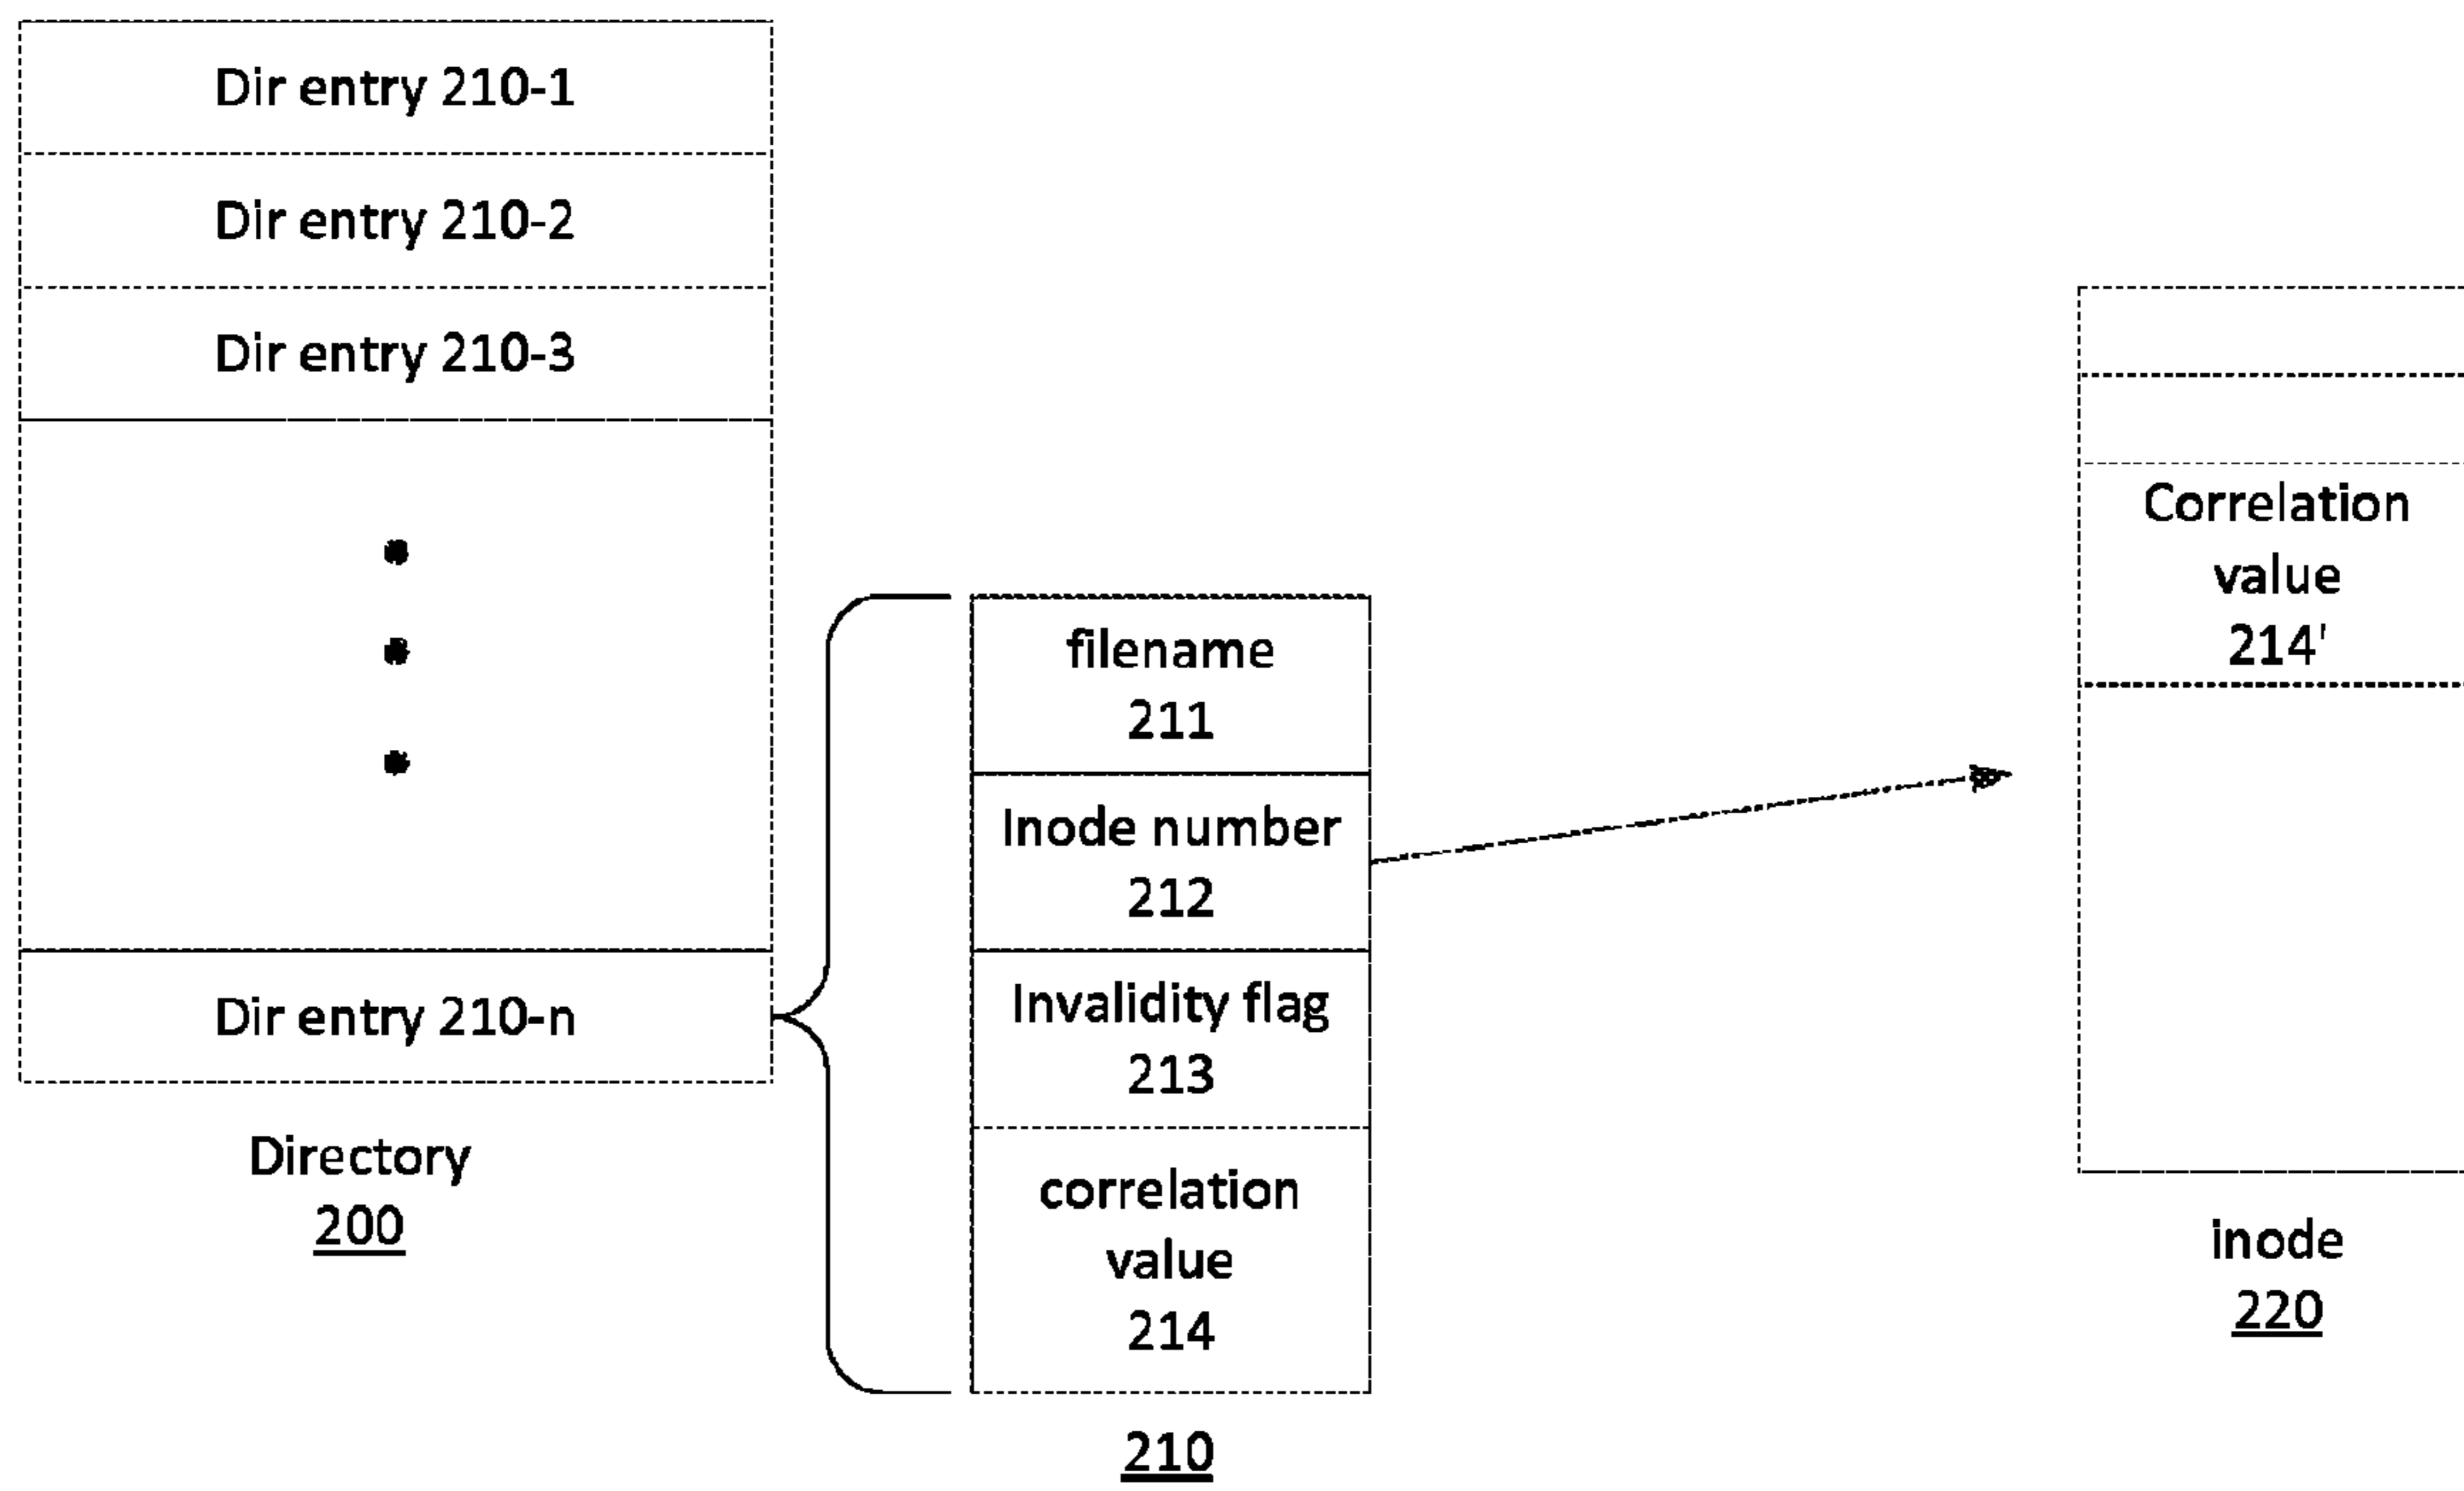 Dir entry 210-1
Dir entry 210-2
Dir entry 210-3
Dir entry 210-n
Directory
200
filename
211
Inode number
212
Invalidity flag
213
correlation
value
214
210
Correlation
value
214'
inode
220